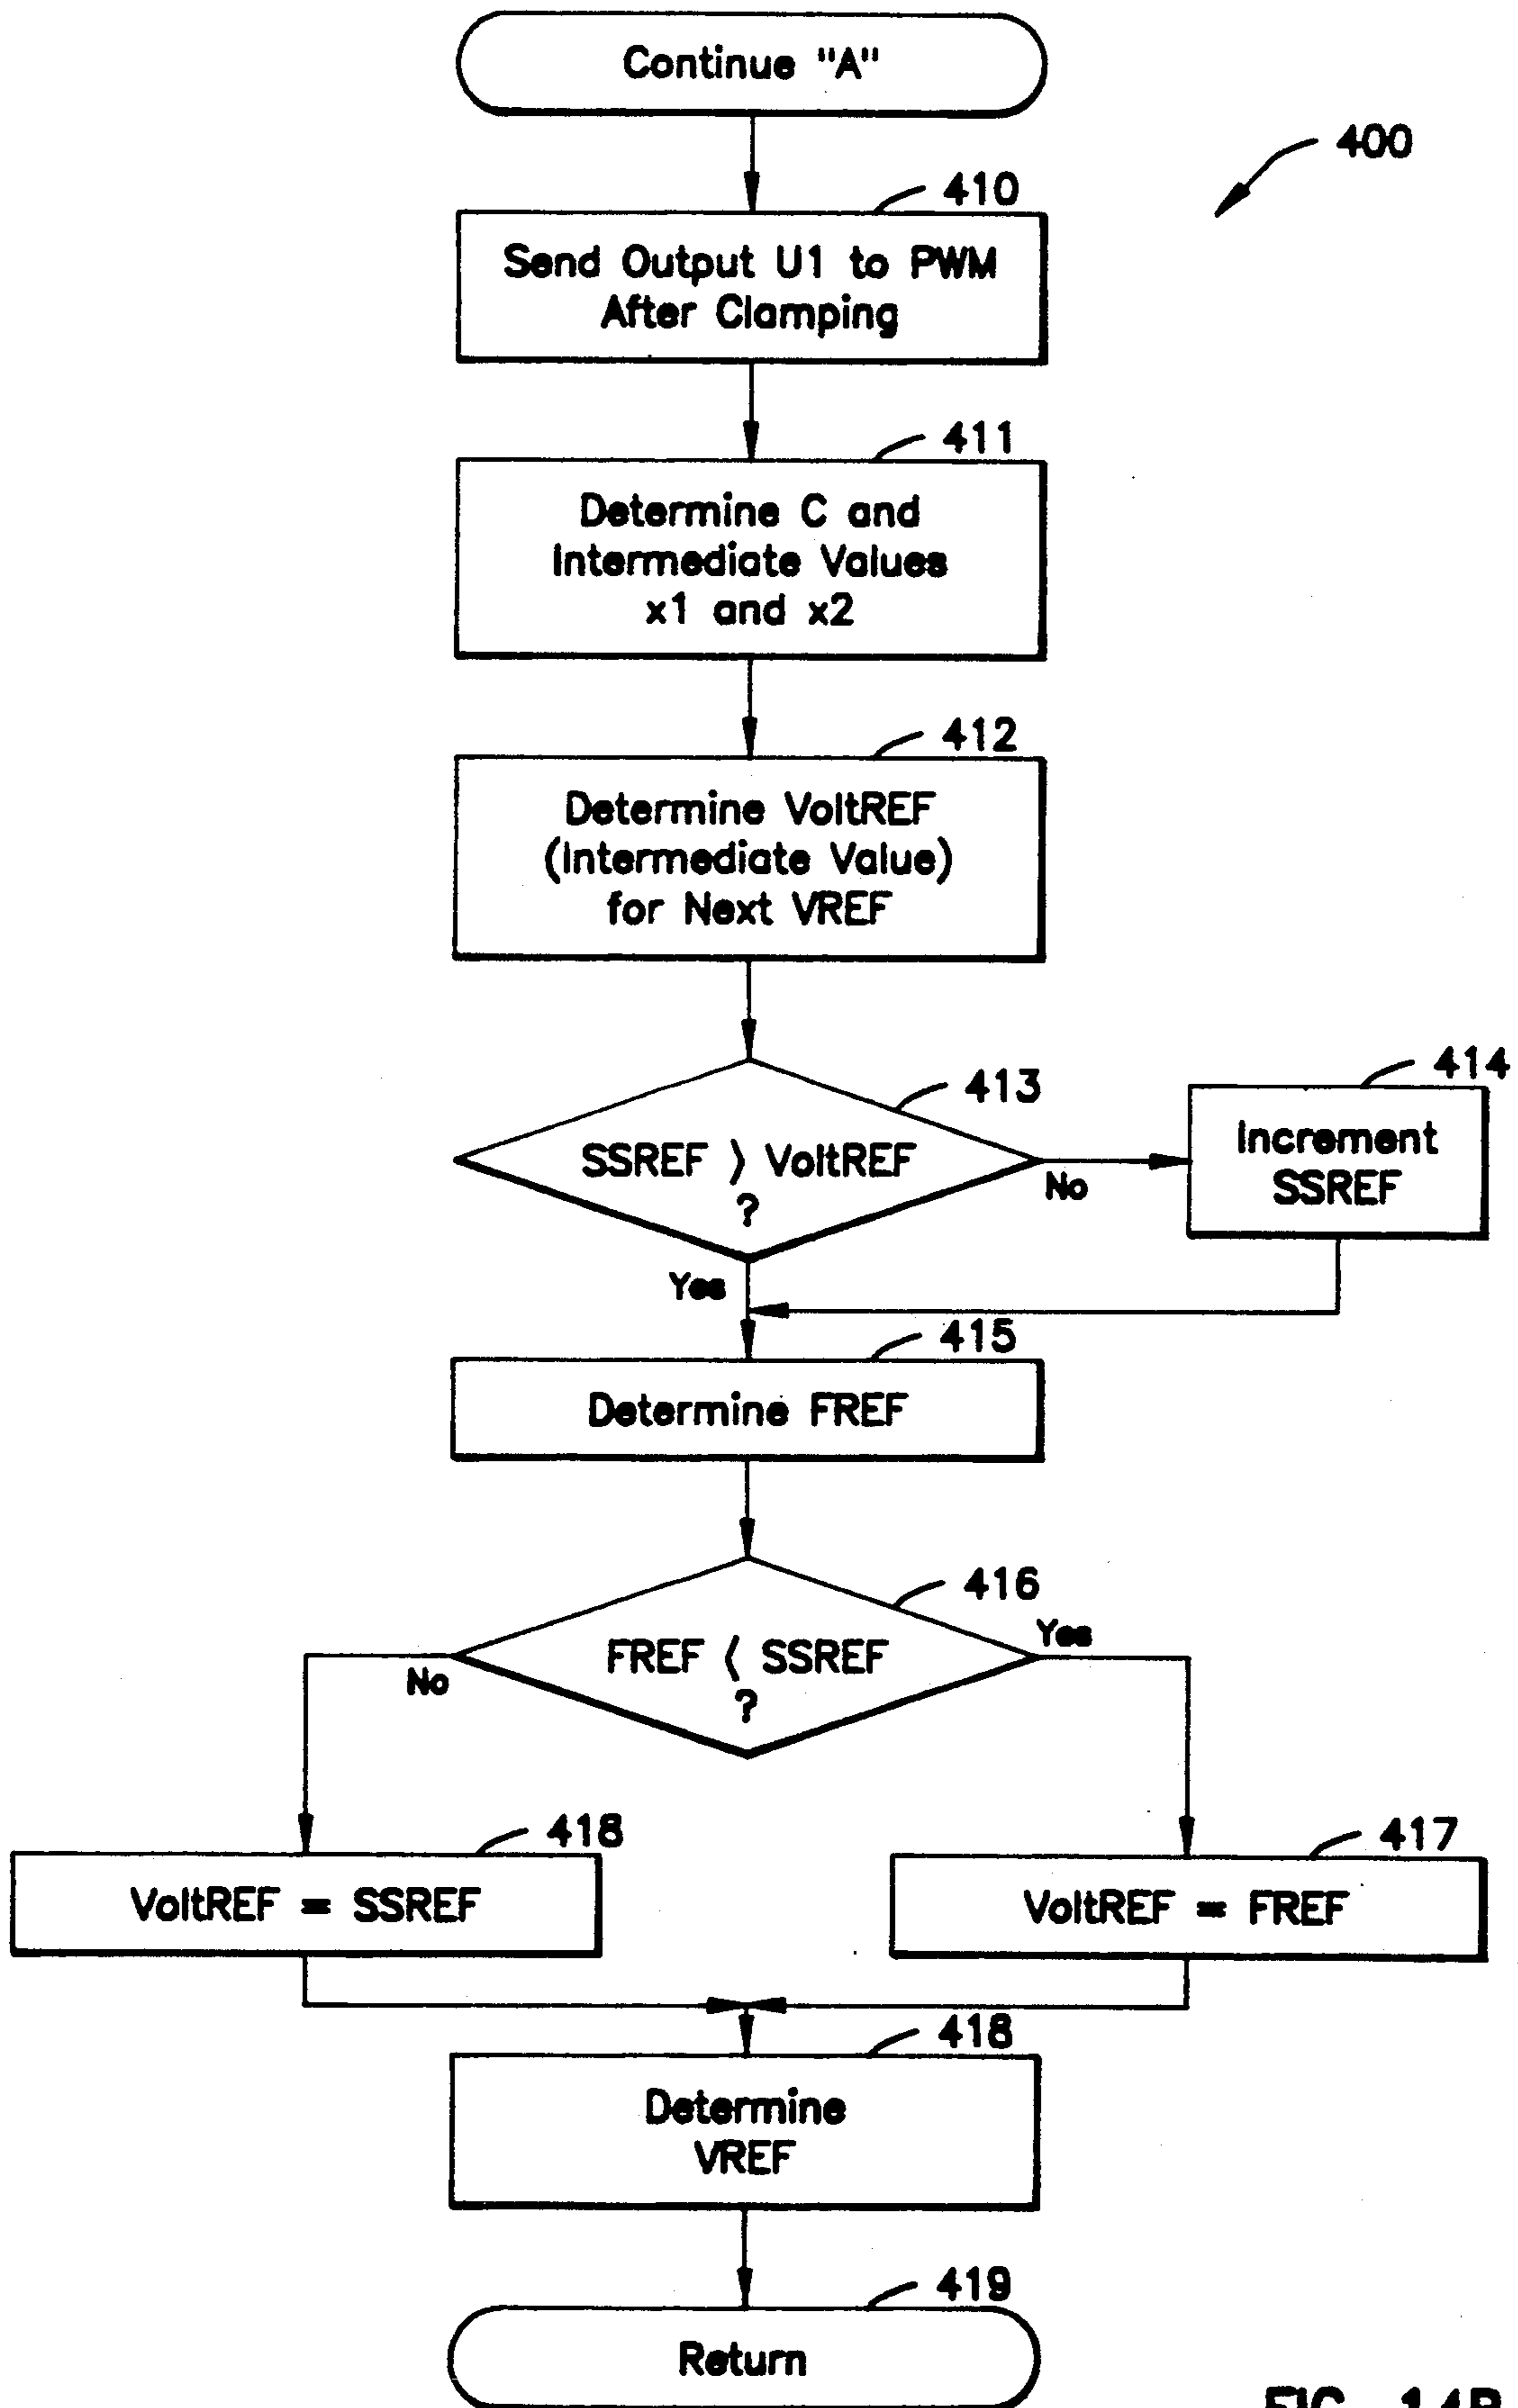 Continue "A"
400
410
Send Output U1 to PWM
After Clamping
411
Determine C and
Intermediate Values
x1 and x2
412
Determine VoltREF
(Intermediate Value)
for Next VREF
413
SSREF > VoltREF
?
No
Yes
414
Increment
SSREF
415
Determine FREF
416
FREF < SSREF
?
No
Yes
418
VoltREF = SSREF
417
VoltREF = FREF
418
Determine
VREF
419
Return
FIG. 14B